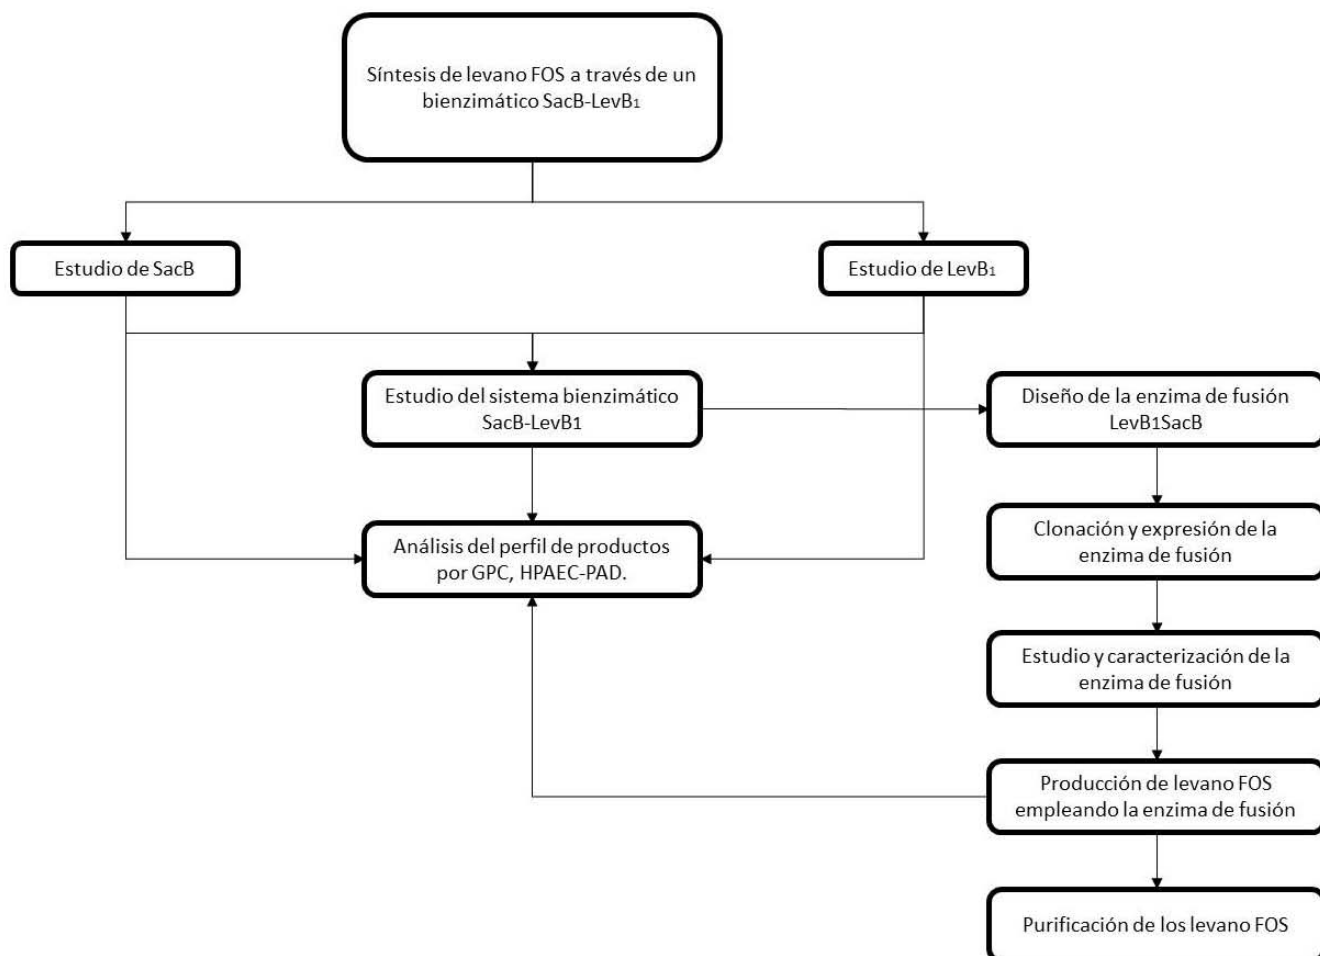 Síntesis de levano FOS a través de un
bienzimático SacB-LevB₁
Estudio de SacB
Estudio de LevB₁
Estudio del sistema bienzimático
SacB-LevB1
Diseño de la enzima de fusión
LevB₁SacB
Análisis del perfil de productos
por GPC, HPAEC-PAD.
Clonación y expresión de la
enzima de fusión
Estudio y caracterización de la
enzima de fusión
Producción de levano FOS
empleando la enzima de fusión
Purificación de los levano FOS